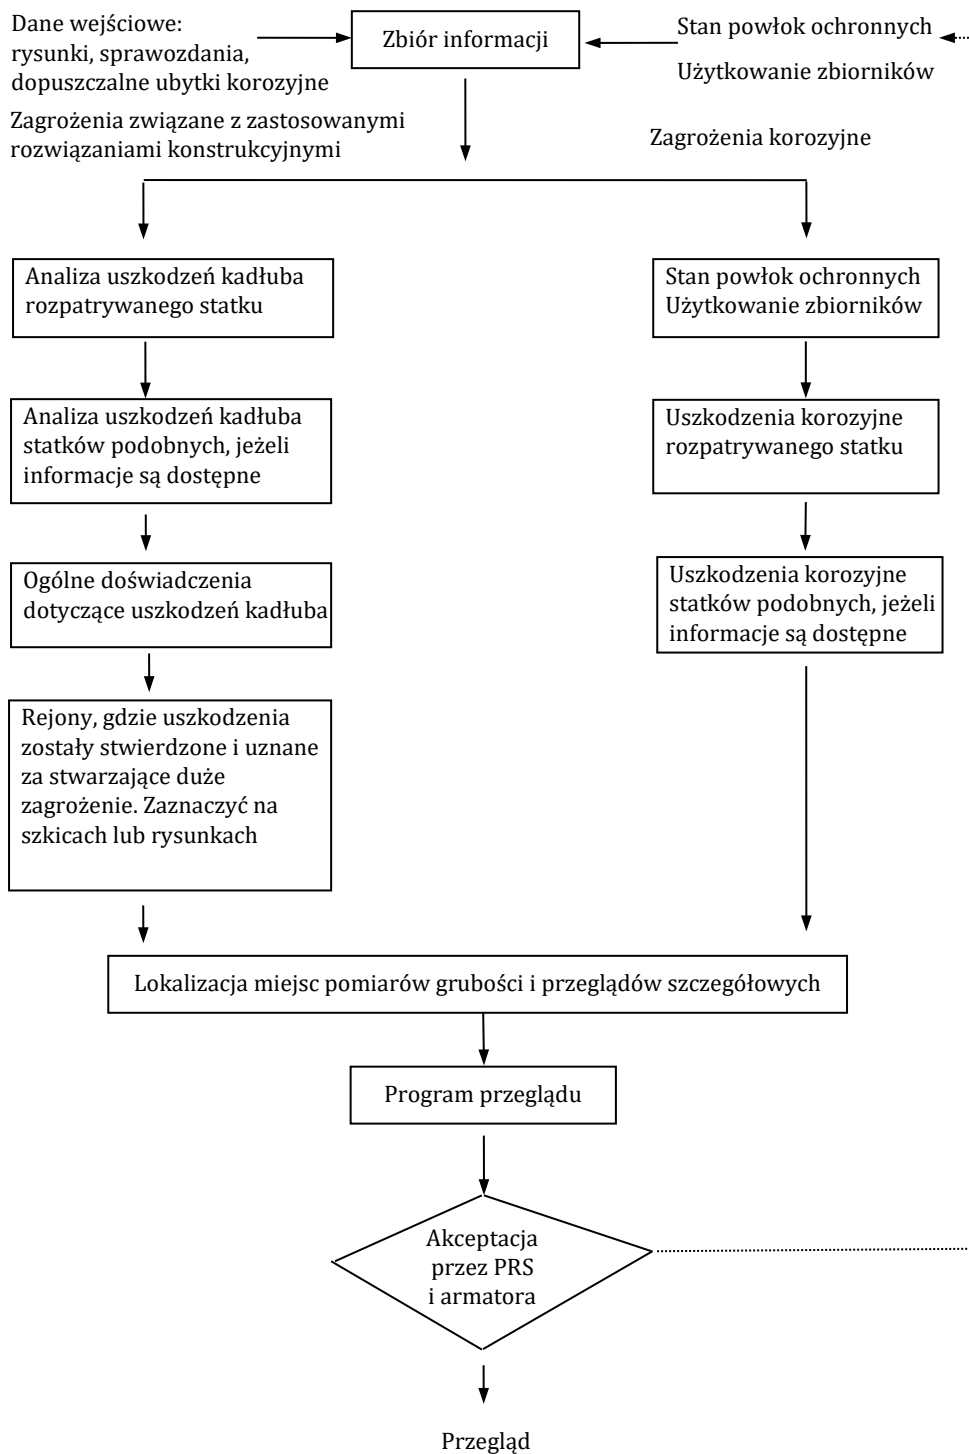 Dane wejściowe:
rysunki, sprawozdania,
dopuszczalne ubytki korozyjne
Zbiór informacji
Stan powłok ochronnych
Użytkowanie zbiorników
Zagrożenia związane z zastosowanymi
rozwiązaniami konstrukcyjnymi
Zagrożenia korozyjne
Analiza uszkodzeń kadłuba
rozpatrywanego statku
Stan powłok ochronnych
Użytkowanie zbiorników
Analiza uszkodzeń kadłuba
statków podobnych, jeżeli
informacje są dostępne
Uszkodzenia korozyjne
rozpatrywanego statku
Ogólne doświadczenia
dotyczące uszkodzeń kadłuba
Uszkodzenia korozyjne
statków podobnych, jeżeli
informacje są dostępne
Rejony, gdzie uszkodzenia
zostały stwierdzone i uznane
za stwarzające duże
zagrożenie. Zaznaczyć na
szkicach lub rysunkach
Lokalizacja miejsc pomiarów grubości i przeglądów szczegółowych
Program przeglądu
Akceptacja
przez PRS
i armatora
Przegląd